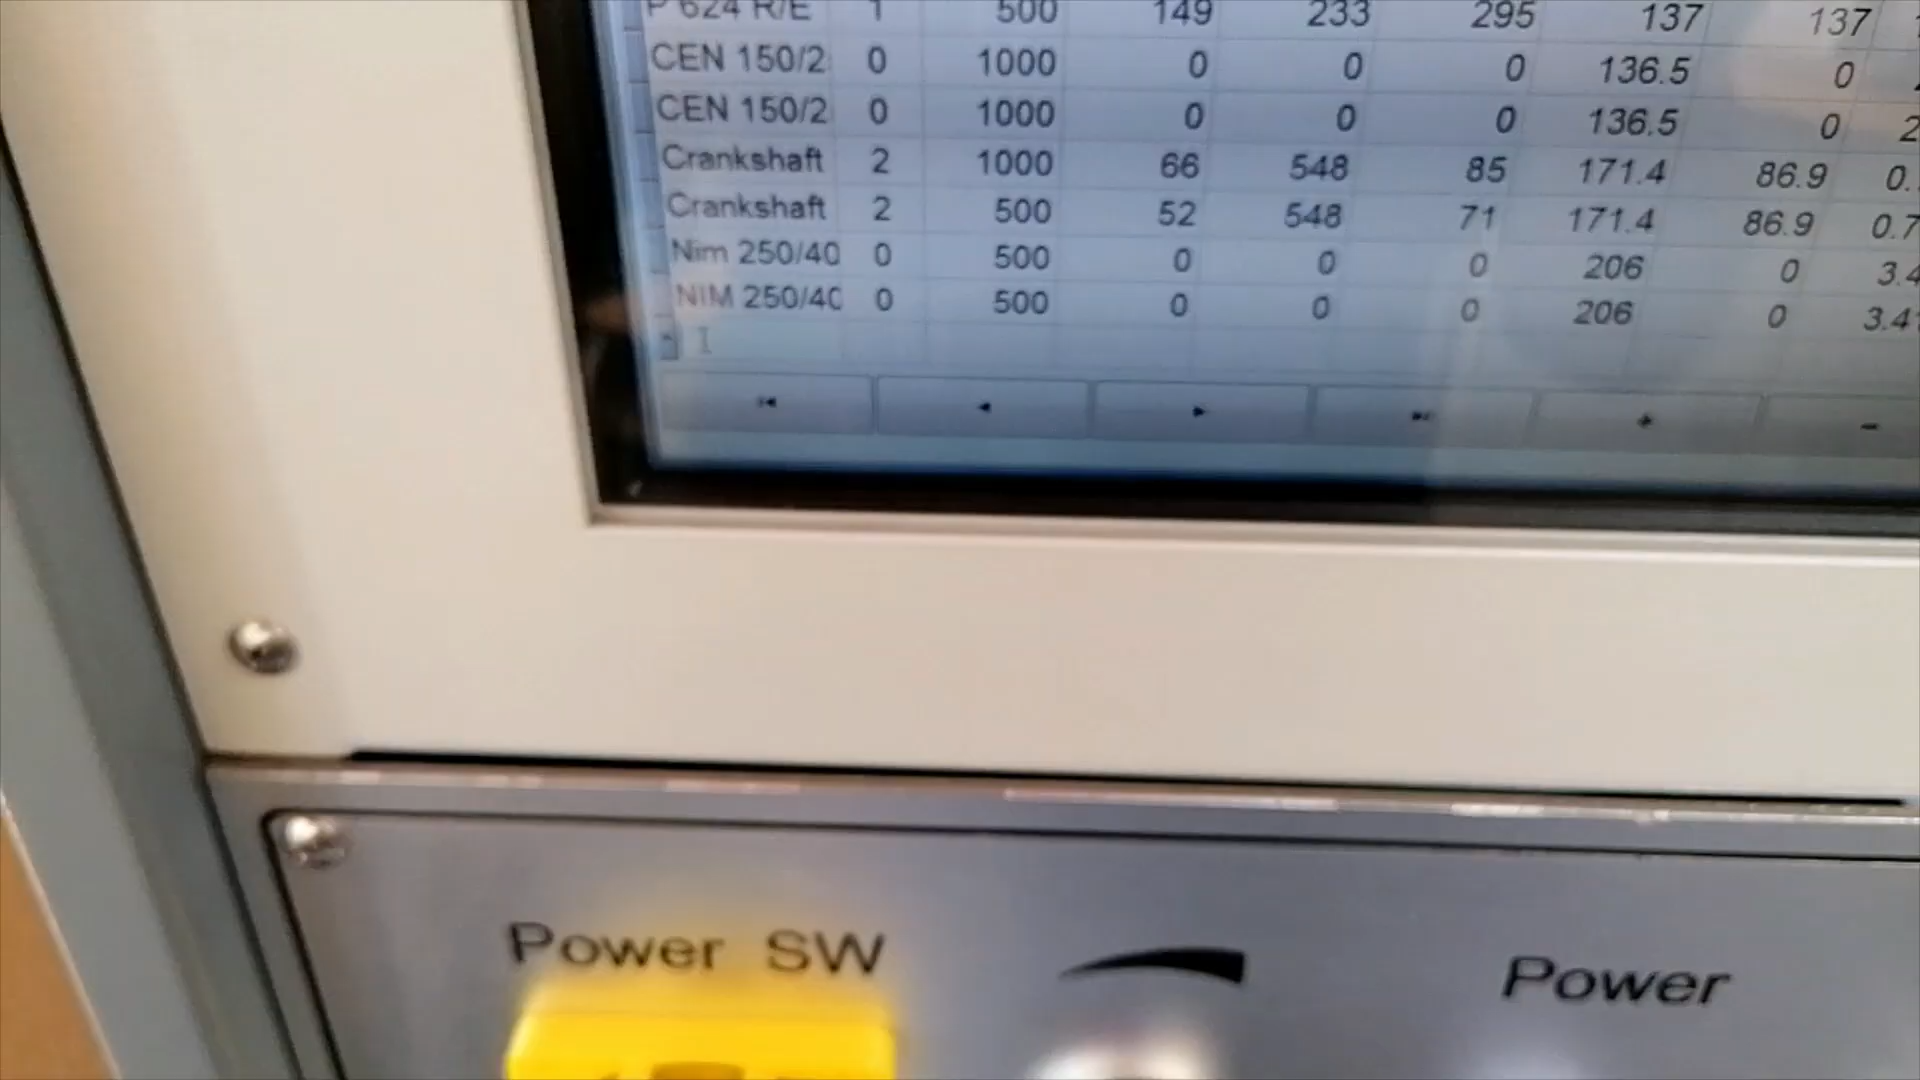 P 624 R/E 1 500 149 233 295 137 137
CEN 150/2 0 1000 0 0 0 136.5 0
CEN 150/2 0 1000 0 0 0 136.5 0 2
Crankshaft 2 1000 66 548 85 171.4 86.9 0.
Crankshaft 2 500 52 548 71 171.4 86.9 0.7
Nim 250/40 0 500 0 0 0 206 0 3.4
NIM 250/40 0 500 0 0 0 206 0 3.4
Power SW
Power